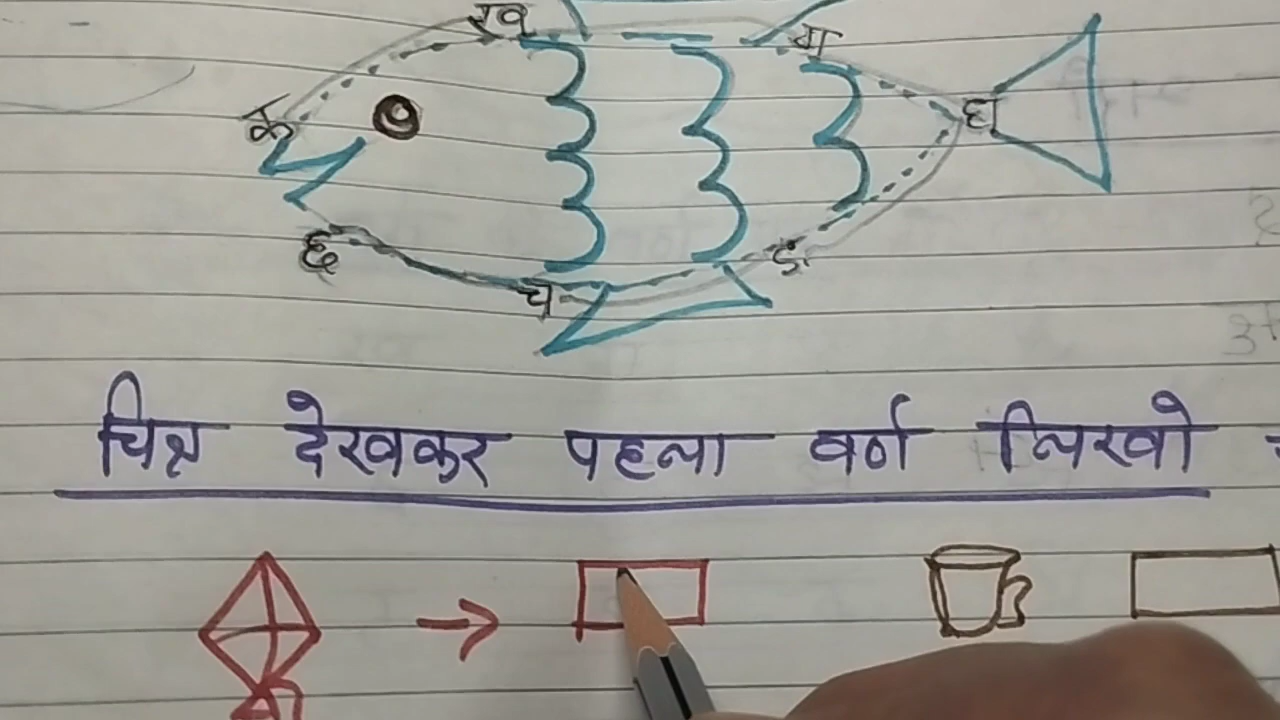 ख
ग
क
घ
छ
ङ
च
चित्र देखकर पहला वर्ण लिखो